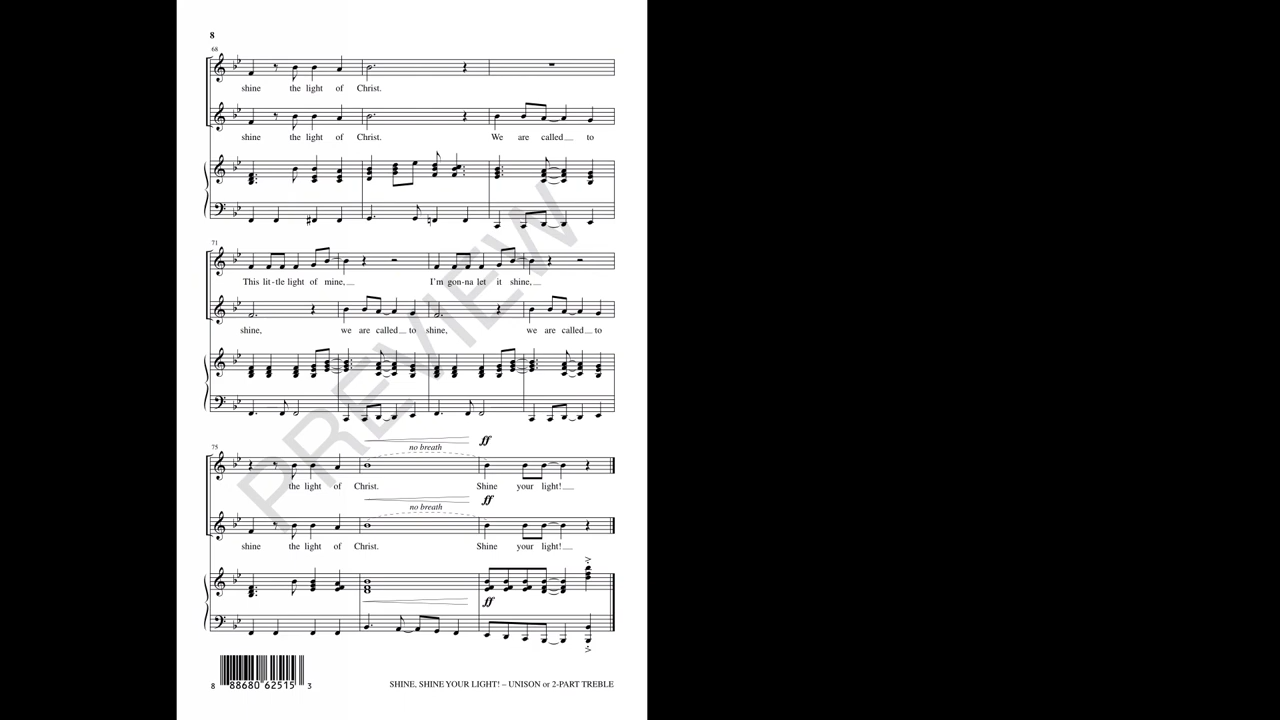 8
68
shine the light of Christ.
shine the light of Christ. We are called to
71
This lit-tle light of mine, I'm gon-na let it shine,
shine, we are called to shine, we are called to
75
no breath ff
the light of Christ. Shine your light!
no breath ff
shine the light of Christ. Shine your light!
ff
PREVIEW
8 88680 62515 3
SHINE, SHINE YOUR LIGHT! – UNISON or 2-PART TREBLE